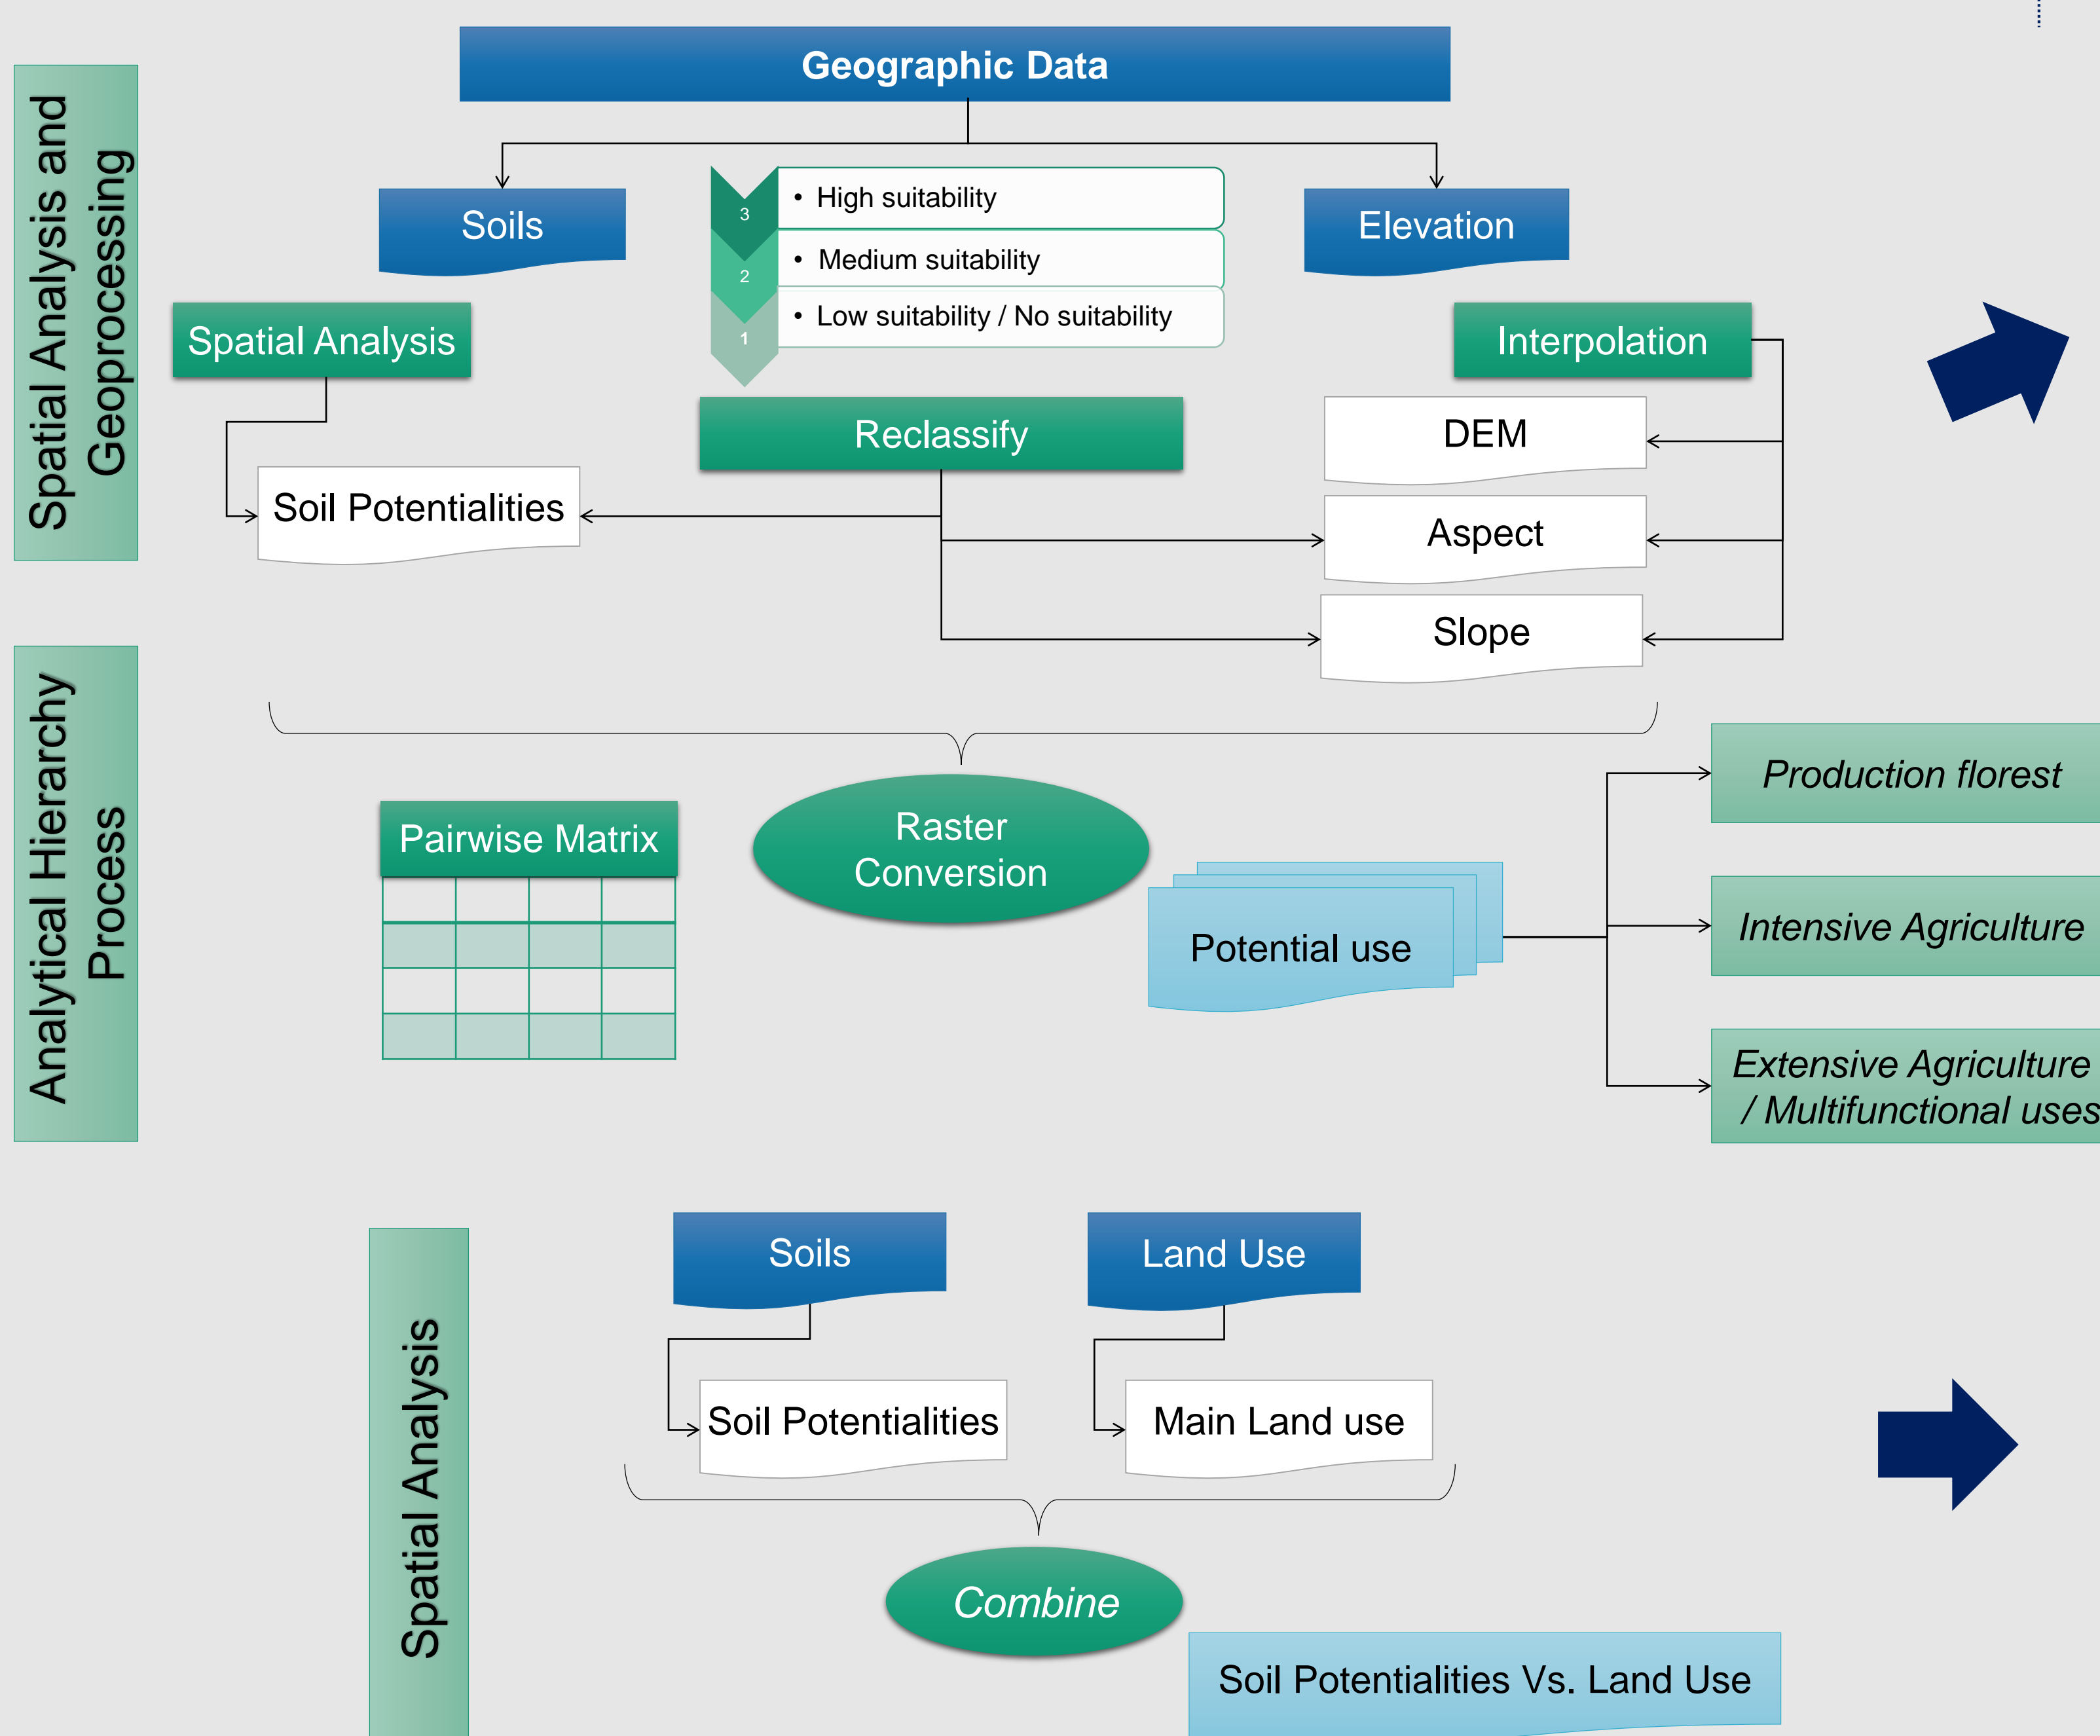 Geographic Data
Spatial Analysis and
Geoprocessing
Soils
3
• High suitability
2
• Medium suitability
1
• Low suitability / No suitability
Elevation
Spatial Analysis
Interpolation
Reclassify
DEM
Soil Potentialities
Aspect
Slope
Analytical Hierarchy
Process
Pairwise Matrix
Raster
Conversion
Potential use
Production florest
Intensive Agriculture
Extensive Agriculture
/ Multifunctional uses
Spatial Analysis
Soils
Land Use
Soil Potentialities
Main Land use
Combine
Soil Potentialities Vs. Land Use